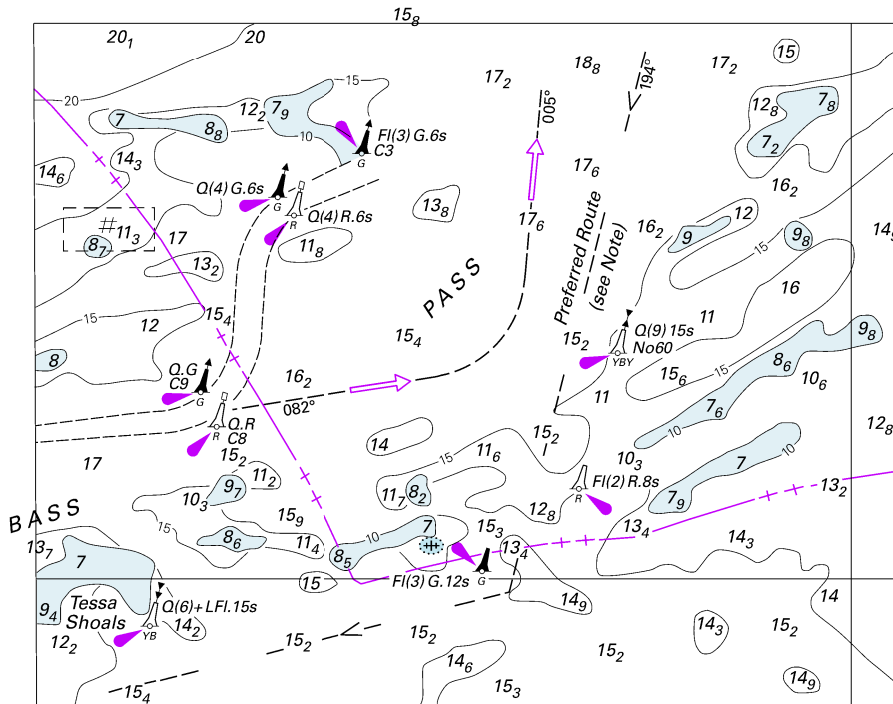 15₈
20₁ 20 18₈ 17₂ 15
17₂ 194°
20 15
12₂ 7₉ 12₈ 7₈
7 8₈ 10 005°
Fl(3) G.6s
C3
G 7₂
14₃
14₆ 17₆
Q(4) G.6s 16₂
G
R Q(4) R.6s 13₈ 17₆ 12
# 11₃ 17 16₂ 9 9₈ 14₅
8₇ 11₈ 15
13₂ PASS Preferred Route
(see Note) 16
15 12 15₄ 11
15₄ 15₂ Q(9) 15s
No60
YBY 9₈
8 8₆
Q.G
C9
G 16₂ 15₆ 15 10₆
082° 11 7₆
Q.R
C8
R 12₈
14 15₂ 10
17 15₂ 15 11₆ 10₃ 7 10
11₂
9₇ 8₂ Fl(2) R.8s
R
10₃ 11₇ 12₈ 7₉ 13₂
BASS 15₉ 10 7 15₃ 13₄
15 8₆ 11₄ 13₄ 14₃
13₇ 7 8₅
15 Fl(3) G.12s
G
9₄ Tessa
Shoals Q(6)+LFl.15s
YB 14₉ 14
14₂ 14₃
12₂ 15₂ 15₂ 15₂ 15₂
14₆
15₄ 15₃ 14₉